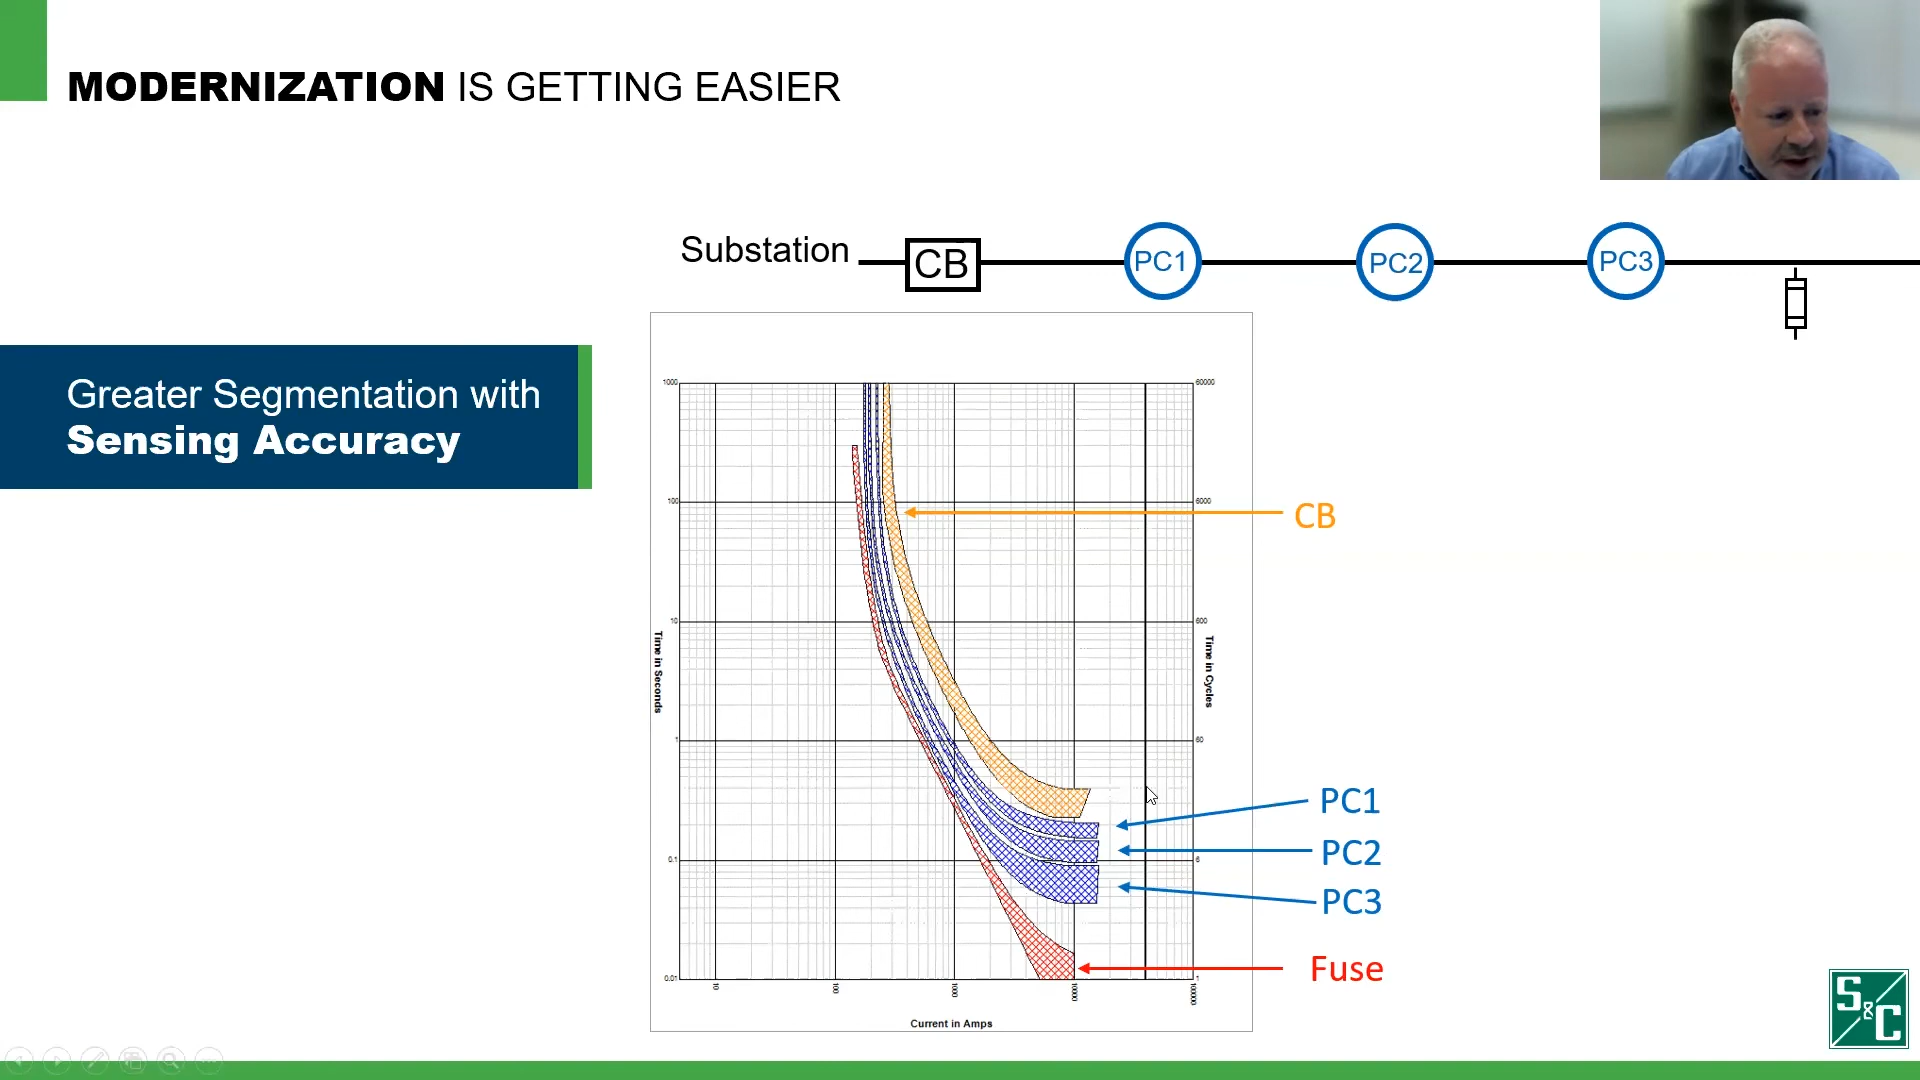 MODERNIZATION IS GETTING EASIER
Substation
CB
PC1
PC2
PC3
Greater Segmentation with
Sensing Accuracy
1000
100
10
1
0.1
0.01
60000
6000
600
60
6
1
Time in Seconds
Time in Cycles
10
100
1000
10000
100000
Current in Amps
CB
PC1
PC2
PC3
Fuse
S&C